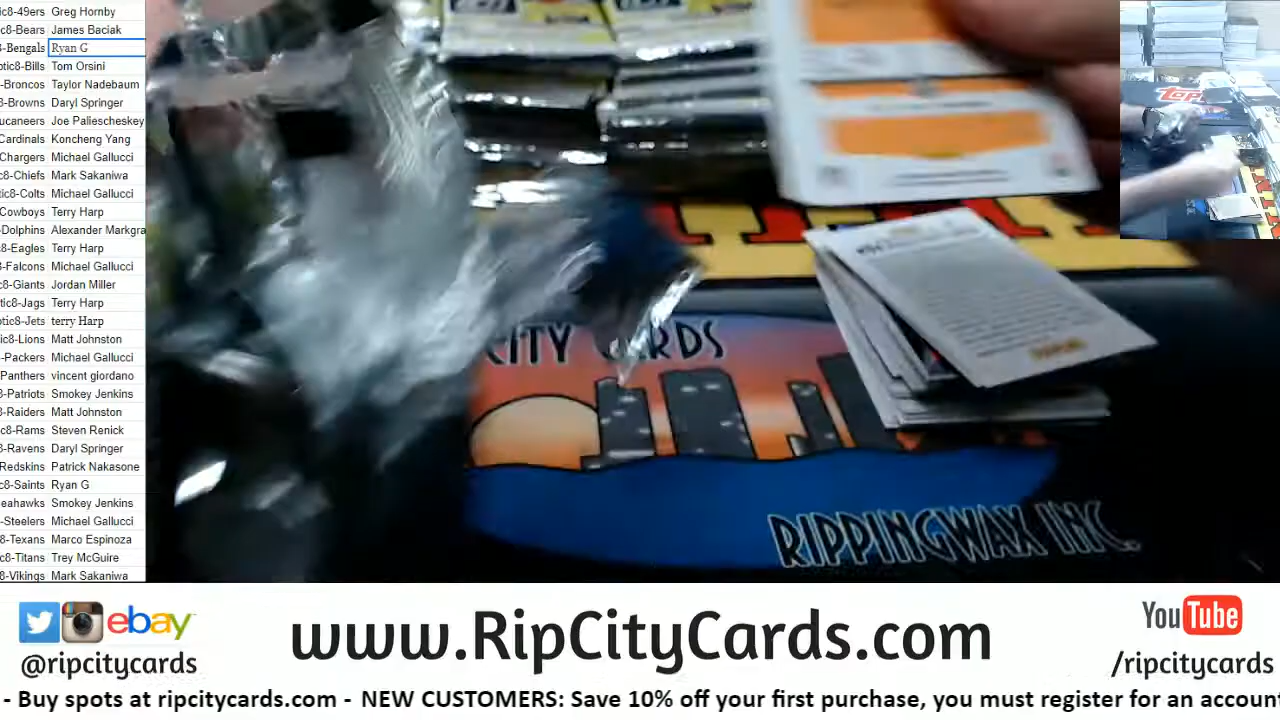 c8-49ers Greg Hornby
c8-Bears James Baciak
-Bengals Ryan G
otic8-Bills Tom Orsini
-Broncos Taylor Nadebaum
8-Browns Daryl Springer
ucaneers Joe Paliescheskey
Cardinals Koncheng Yang
Chargers Michael Gallucci
8-Chiefs Mark Sakaniwa
tic8-Colts Michael Gallucci
Cowboys Terry Harp
-Dolphins Alexander Markgra
8-Eagles Terry Harp
8-Falcons Michael Gallucci
c8-Giants Jordan Miller
tic8-Jags Terry Harp
otic8-Jets terry Harp
c8-Lions Matt Johnston
-Packers Michael Gallucci
-Panthers vincent giordano
8-Patriots Smokey Jenkins
8-Raiders Matt Johnston
c8-Rams Steven Renick
-Ravens Daryl Springer
Redskins Patrick Nakasone
c8-Saints Ryan G
eahawks Smokey Jenkins
-Steelers Michael Gallucci
8-Texans Marco Espinoza
c8-Titans Trey McGuire
8-Vikings Mark Sakaniwa
CITY CARDS
RIPPINGWAX INC.
PANINI
TOPPS
ebay
@ripcitycards
www.RipCityCards.com
YouTube
/ripcitycards
- Buy spots at ripcitycards.com - NEW CUSTOMERS: Save 10% off your first purchase, you must register for an account